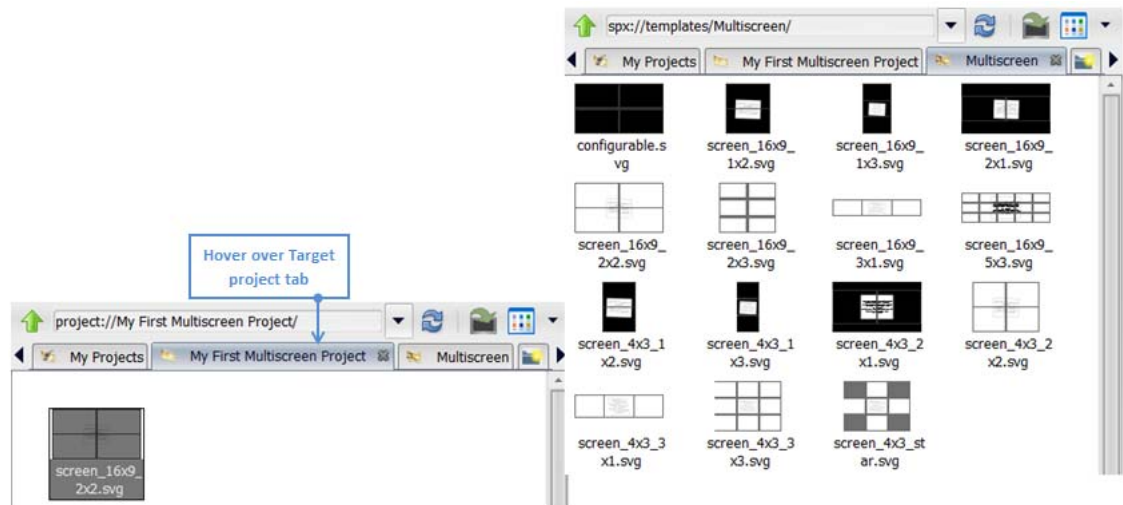 spx://templates/Multiscreen/
My Projects
My First Multiscreen Project
Multiscreen
configurable.s
vg
screen_16x9_
1x2.svg
screen_16x9_
1x3.svg
screen_16x9_
2x1.svg
screen_16x9_
2x2.svg
screen_16x9_
2x3.svg
screen_16x9_
3x1.svg
screen_16x9_
5x3.svg
screen_4x3_1
x2.svg
screen_4x3_1
x3.svg
screen_4x3_2
x1.svg
screen_4x3_2
x2.svg
screen_4x3_3
x1.svg
screen_4x3_3
x3.svg
screen_4x3_st
ar.svg
Hover over Target
project tab
project://My First Multiscreen Project/
My Projects
My First Multiscreen Project
Multiscreen
screen_16x9_
2x2.svg